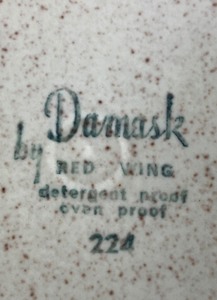 Damask
by RED WING
detergent proof
oven proof
224